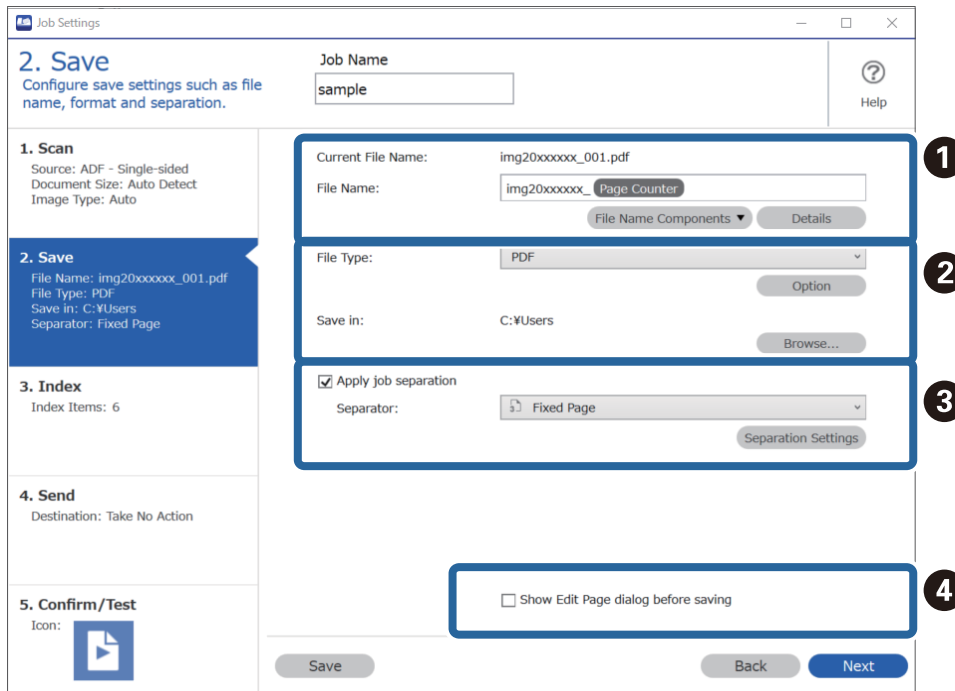 Job Settings
2. Save
Configure save settings such as file
name, format and separation.
Job Name
sample
Help
1. Scan
Source: ADF - Single-sided
Document Size: Auto Detect
Image Type: Auto
2. Save
File Name: img20xxxxxx_001.pdf
File Type: PDF
Save in: C:¥Users
Separator: Fixed Page
3. Index
Index Items: 6
4. Send
Destination: Take No Action
5. Confirm/Test
Icon:
Current File Name: img20xxxxxx_001.pdf
File Name: img20xxxxxx_ Page Counter
File Name Components ▼ Details
1
File Type: PDF
Option
Save in: C:¥Users
Browse...
2
Apply job separation
Separator: Fixed Page
Separation Settings
3
Show Edit Page dialog before saving
4
Save Back Next